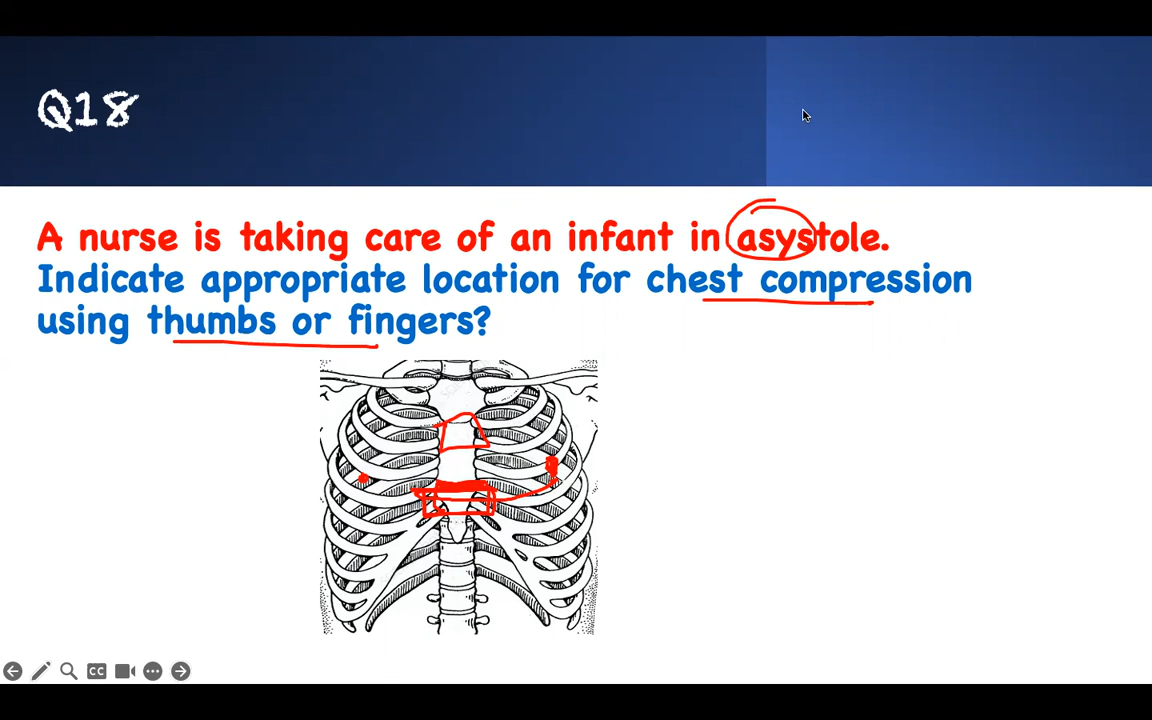 Q18
A nurse is taking care of an infant in asystole.
Indicate appropriate location for chest compression
using thumbs or fingers?
CC